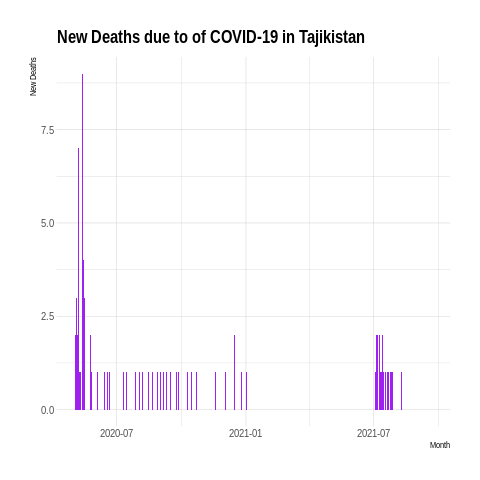 New Deaths due to of COVID-19 in Tajikistan
New Deaths
7.5
5.0
2.5
0.0
2020-07
2021-01
2021-07
Month